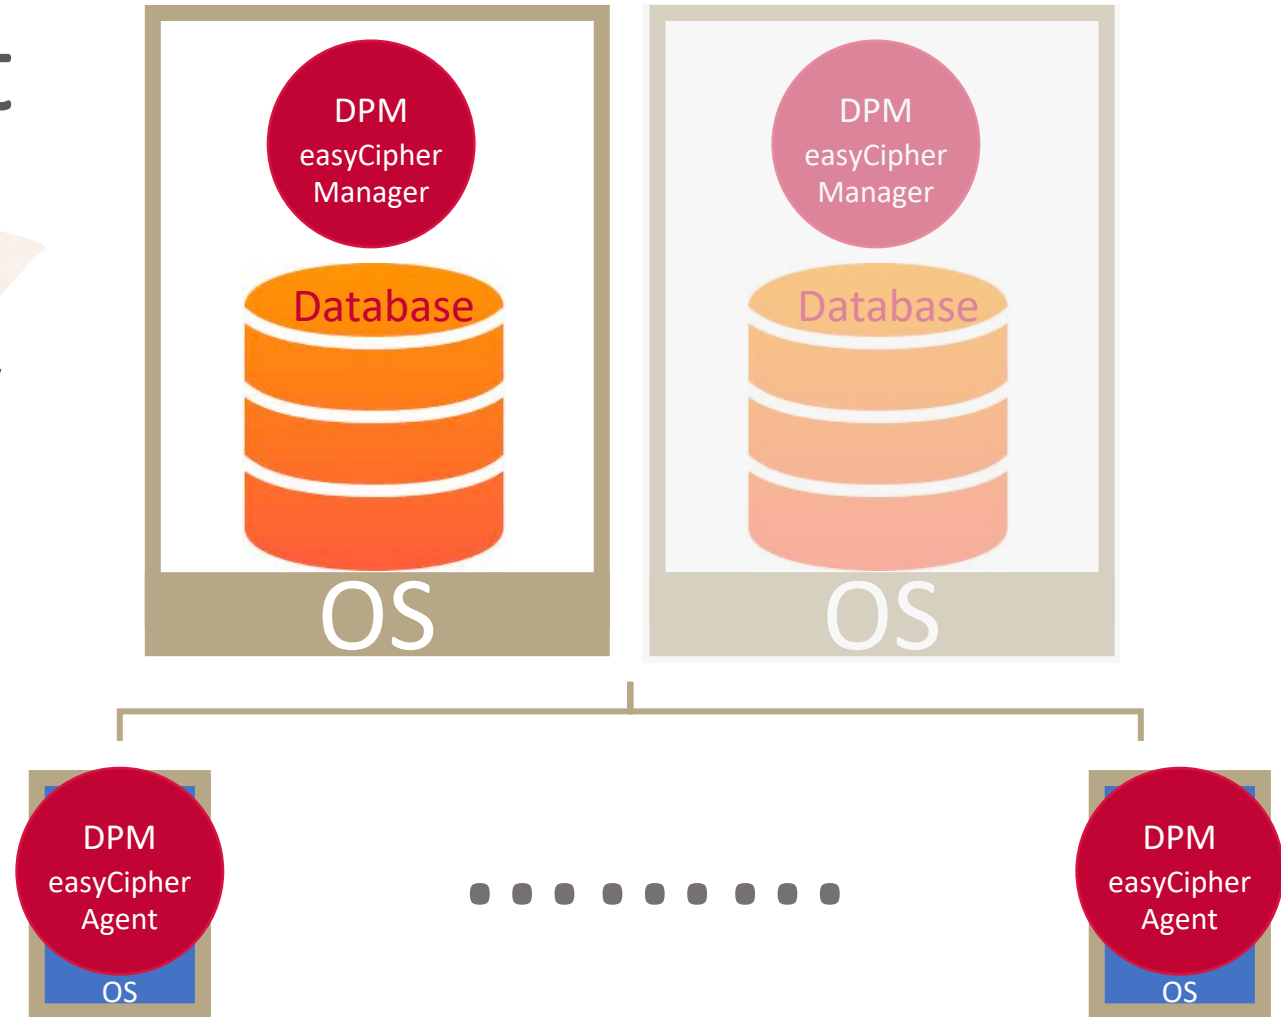 t
DPM
easyCipher
Manager
Database
OS
DPM
easyCipher
Manager
Database
OS
DPM
easyCipher
Agent
OS
DPM
easyCipher
Agent
OS